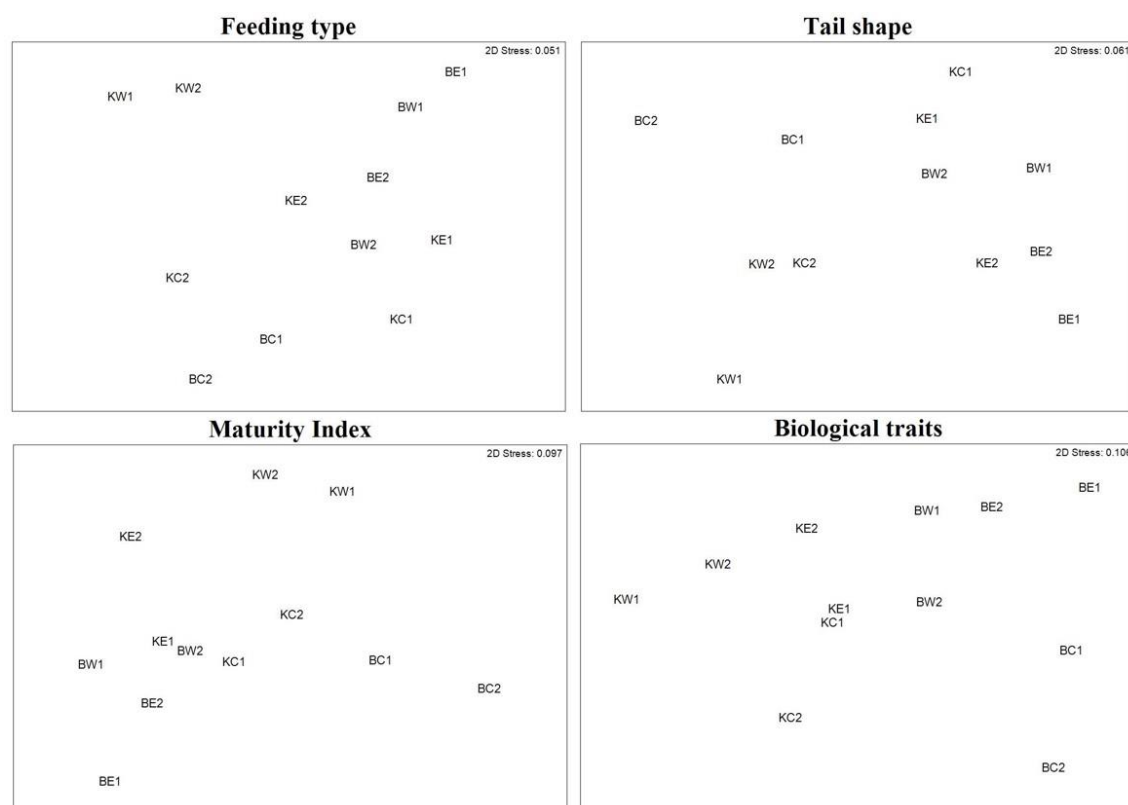 Feeding type
2D Stress: 0.051
BE1
KW2
KW1
BW1
BE2
KE2
KE1
BW2
KC2
KC1
BC1
BC2
Tail shape
2D Stress: 0.061
KC1
BC2
KE1
BC1
BW1
BW2
BE2
KW2
KC2
KE2
BE1
KW1
Maturity Index
2D Stress: 0.097
KW2
KW1
KE2
KC2
KE1
BW2
BW1
KC1
BC1
BC2
BE2
BE1
Biological traits
2D Stress: 0.106
BE1
BW1
BE2
KE2
KW2
KW1
KE1
BW2
KC1
BC1
KC2
BC2